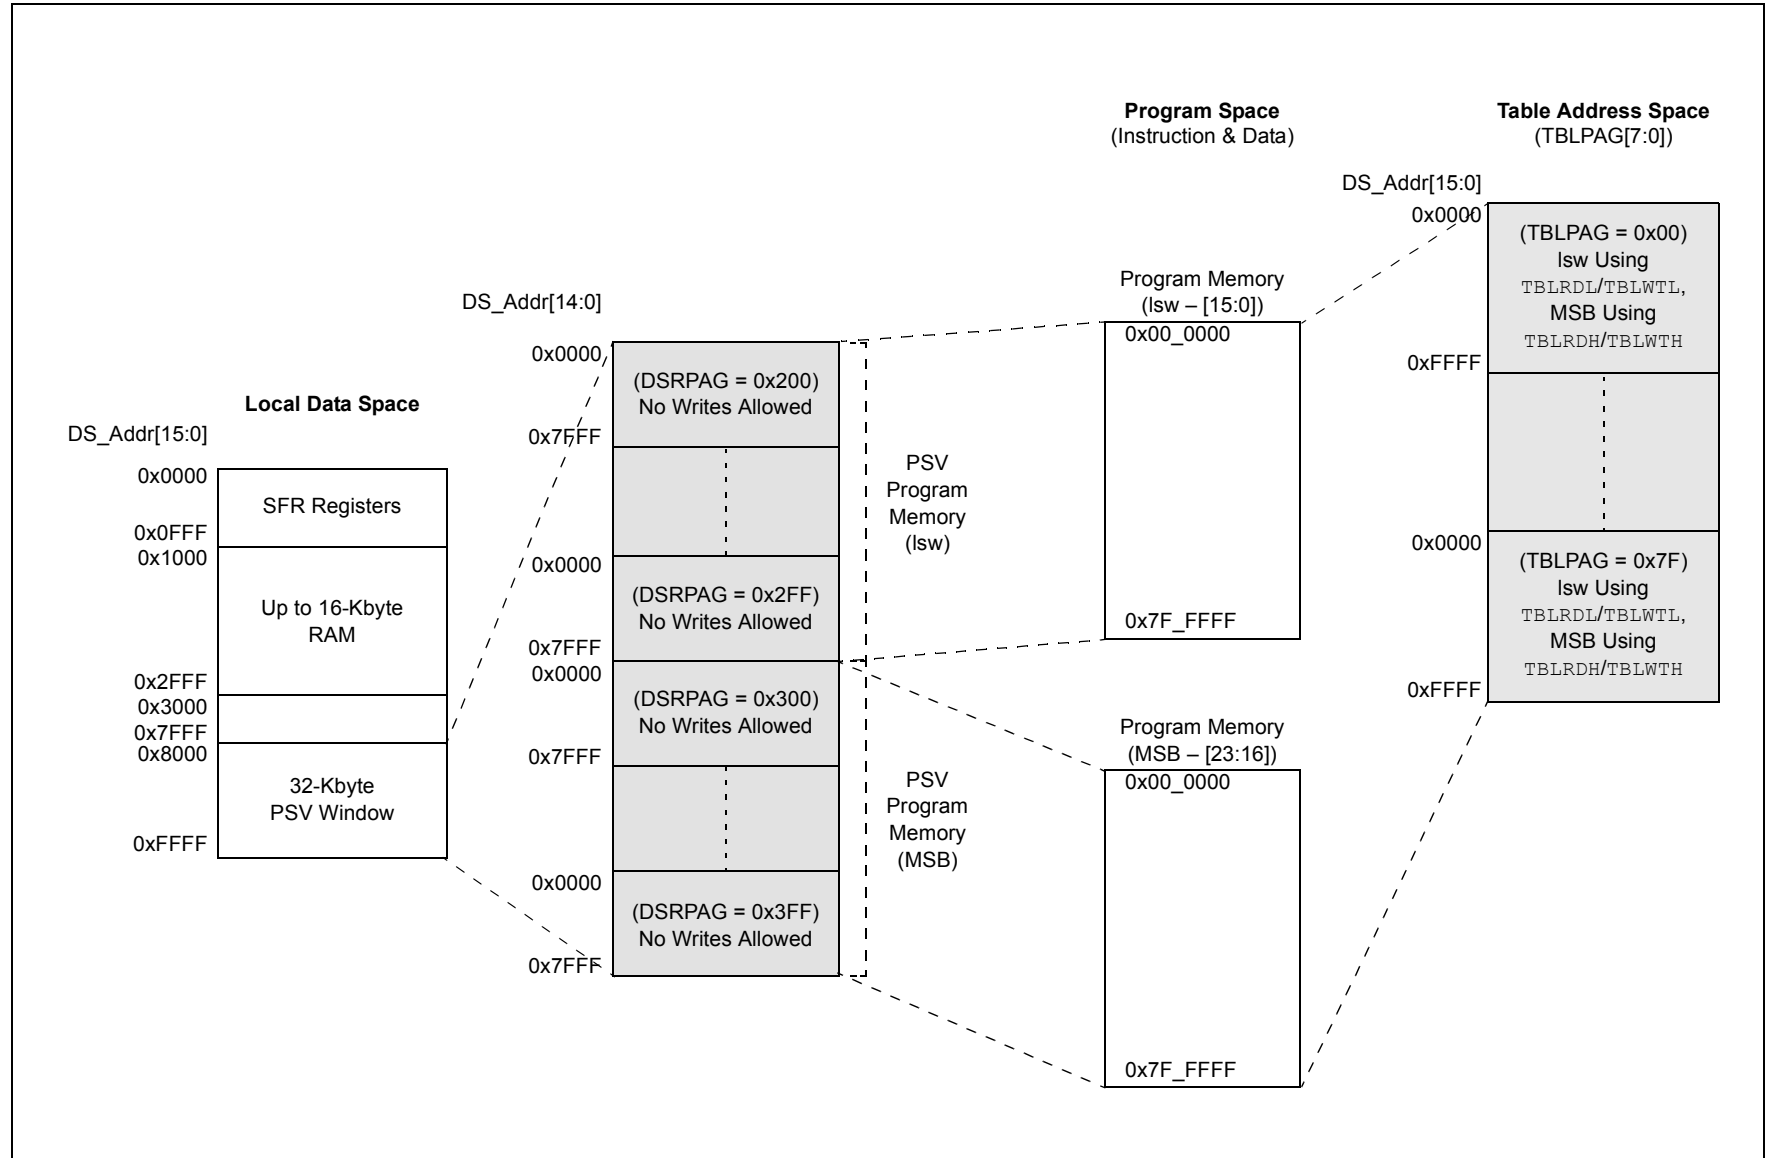 Program Space
(Instruction & Data)
Table Address Space
(TBLPAG[7:0])
Local Data Space
DS_Addr[15:0]
0x0000
SFR Registers
0x0FFF
0x1000
Up to 16-Kbyte
RAM
0x2FFF
0x3000
0x7FFF
0x8000
32-Kbyte
PSV Window
0xFFFF
DS_Addr[14:0]
0x0000
(DSRPAG = 0x200)
No Writes Allowed
0x7FFF
0x0000
(DSRPAG = 0x2FF)
No Writes Allowed
0x7FFF
0x0000
(DSRPAG = 0x300)
No Writes Allowed
0x7FFF
0x0000
(DSRPAG = 0x3FF)
No Writes Allowed
0x7FFF
PSV
Program
Memory
(lsw)
PSV
Program
Memory
(MSB)
Program Memory
(lsw – [15:0])
0x00_0000
0x7F_FFFF
Program Memory
(MSB – [23:16])
0x00_0000
0x7F_FFFF
DS_Addr[15:0]
0x0000
(TBLPAG = 0x00)
lsw Using
TBLRDL/TBLWTL,
MSB Using
TBLRDH/TBLWTH
0xFFFF
0x0000
(TBLPAG = 0x7F)
lsw Using
TBLRDL/TBLWTL,
MSB Using
TBLRDH/TBLWTH
0xFFFF